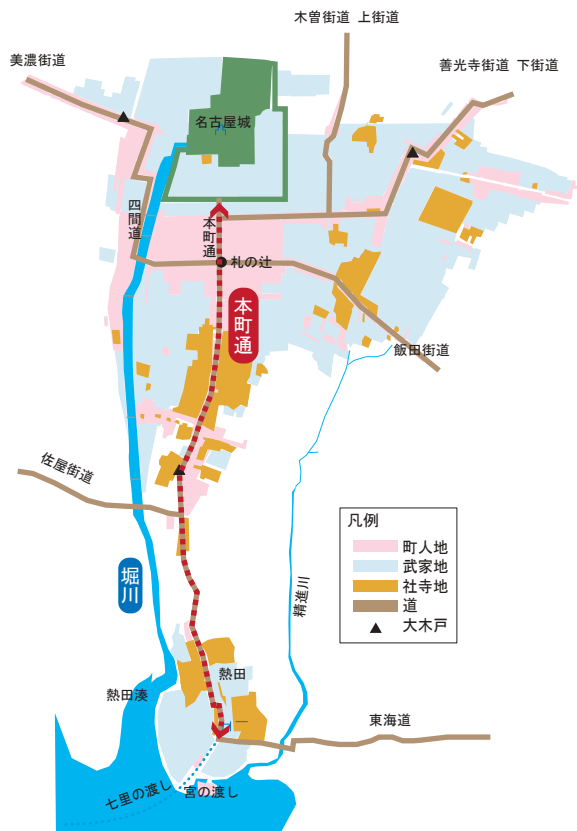 木曽街道 上街道
美濃街道
善光寺街道 下街道
名古屋城
四間道
本町通
札の辻
本町通
飯田街道
佐屋街道
堀川
精進川
凡例
町人地
武家地
社寺地
道
大木戸
熱田
熱田湊
東海道
七里の渡し
宮の渡し